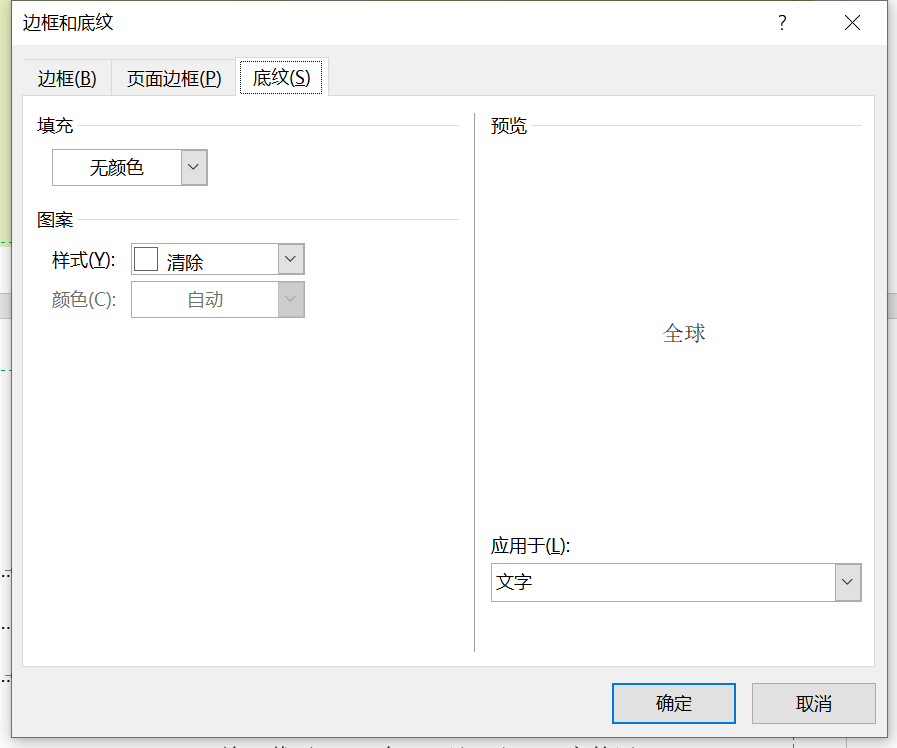 边框和底纹 ?
边框(B) 页面边框(P) 底纹(S)
填充
无颜色
图案
样式(Y): 清除
颜色(C): 自动
预览
全球
应用于(L):
文字
确定 取消